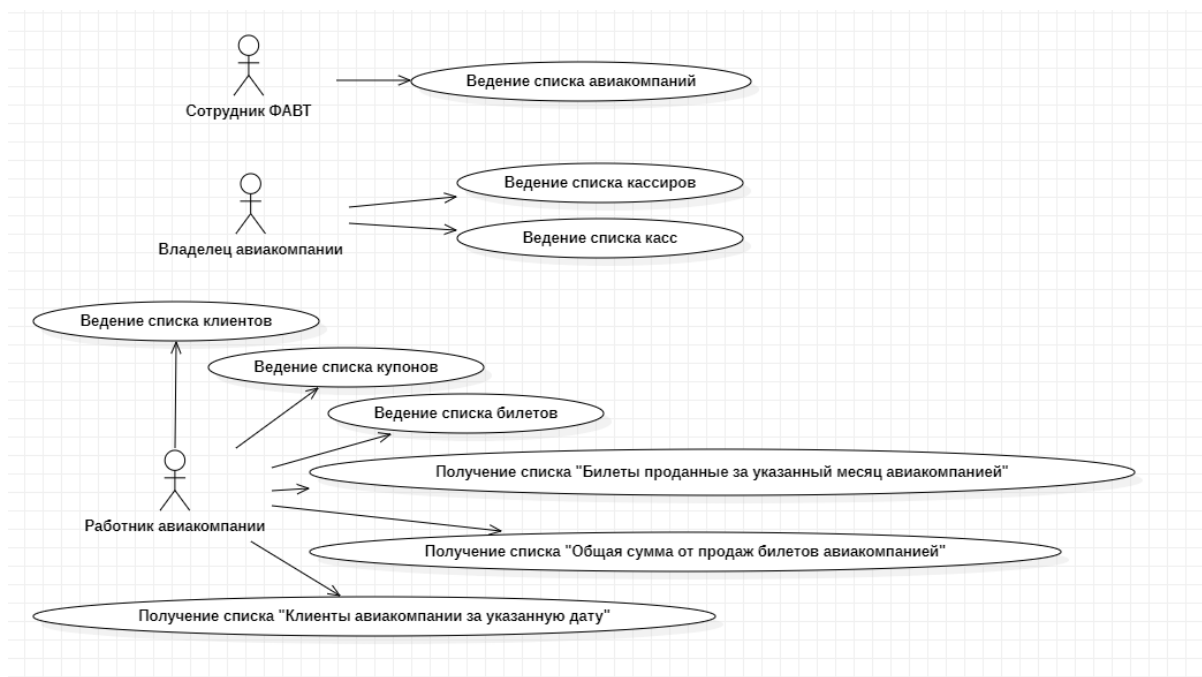 Ведение списка авиакомпаний
Сотрудник ФАВТ
Ведение списка кассиров
Ведение списка касс
Владелец авиакомпании
Ведение списка клиентов
Ведение списка купонов
Ведение списка билетов
Получение списка "Билеты проданные за указанный месяц авиакомпанией"
Работник авиакомпании
Получение списка "Общая сумма от продаж билетов авиакомпанией"
Получение списка "Клиенты авиакомпании за указанную дату"